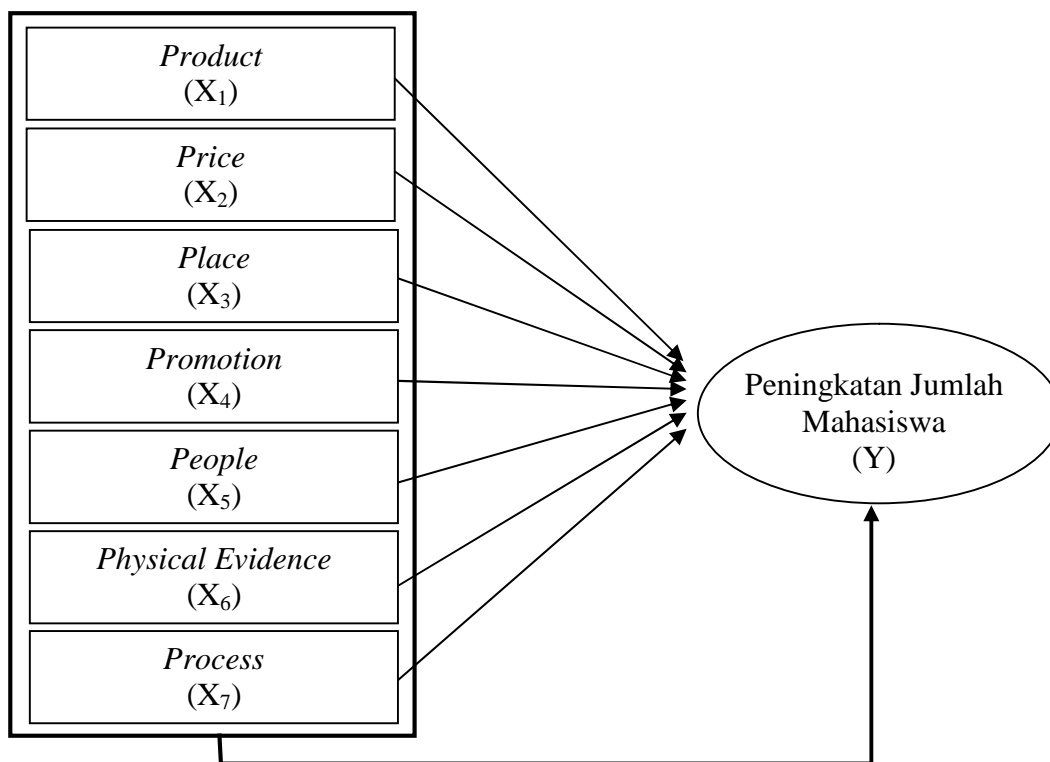 Product
(X₁)
Price
(X₂)
Place
(X₃)
Promotion
(X₄)
People
(X₅)
Physical Evidence
(X₆)
Process
(X₇)
Peningkatan Jumlah
Mahasiswa
(Y)